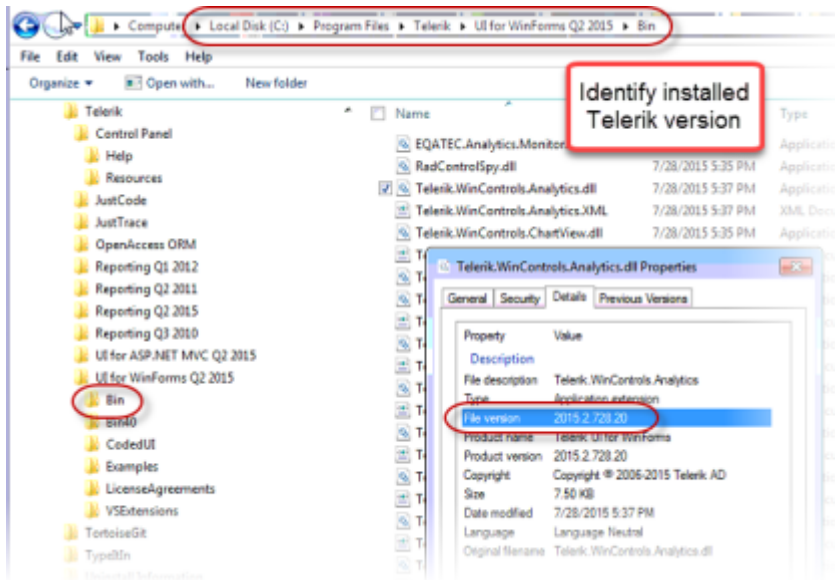 Compute ▸ Local Disk (C:) ▸ Program Files ▸ Telerik ▸ UI for WinForms Q2 2015 ▸ Bin
File Edit View Tools Help
Organize Open with... New folder
Identify installed
Telerik version
Telerik
Control Panel
Help
Resources
JustCode
JustTrace
OpenAccess ORM
Reporting Q1 2012
Reporting Q2 2011
Reporting Q2 2015
Reporting Q3 2010
UI for ASP.NET MVC Q2 2015
UI for WinForms Q2 2015
Bin
Bin40
CodedUI
Examples
LicenseAgreements
VSExtensions
TortoiseGit
TypeItIn
UninstallInformation
Name Type
EQATEC.Analytics.Monitor. Applicatio
RadControlSpy.dll 7/28/2015 5:35 PM Applicatio
Telerik.WinControls.Analytics.dll 7/28/2015 5:37 PM Applicatio
Telerik.WinControls.Analytics.XML 7/28/2015 5:37 PM XML Doc
Telerik.WinControls.ChartView.dll 7/28/2015 5:35 PM Applicatio
Telerik.WinControls.Analytics.dll Properties
General Security Details Previous Versions
Property Value
Description
File description Telerik.WinControls.Analytics
Type Application extension
File version 2015.2.728.20
Product name Telerik UI for WinForms
Product version 2015.2.728.20
Copyright Copyright © 2006-2015 Telerik AD
Size 7.50 KB
Date modified 7/28/2015 5:37 PM
Language Language Neutral
Original filename Telerik.WinControls.Analytics.dll